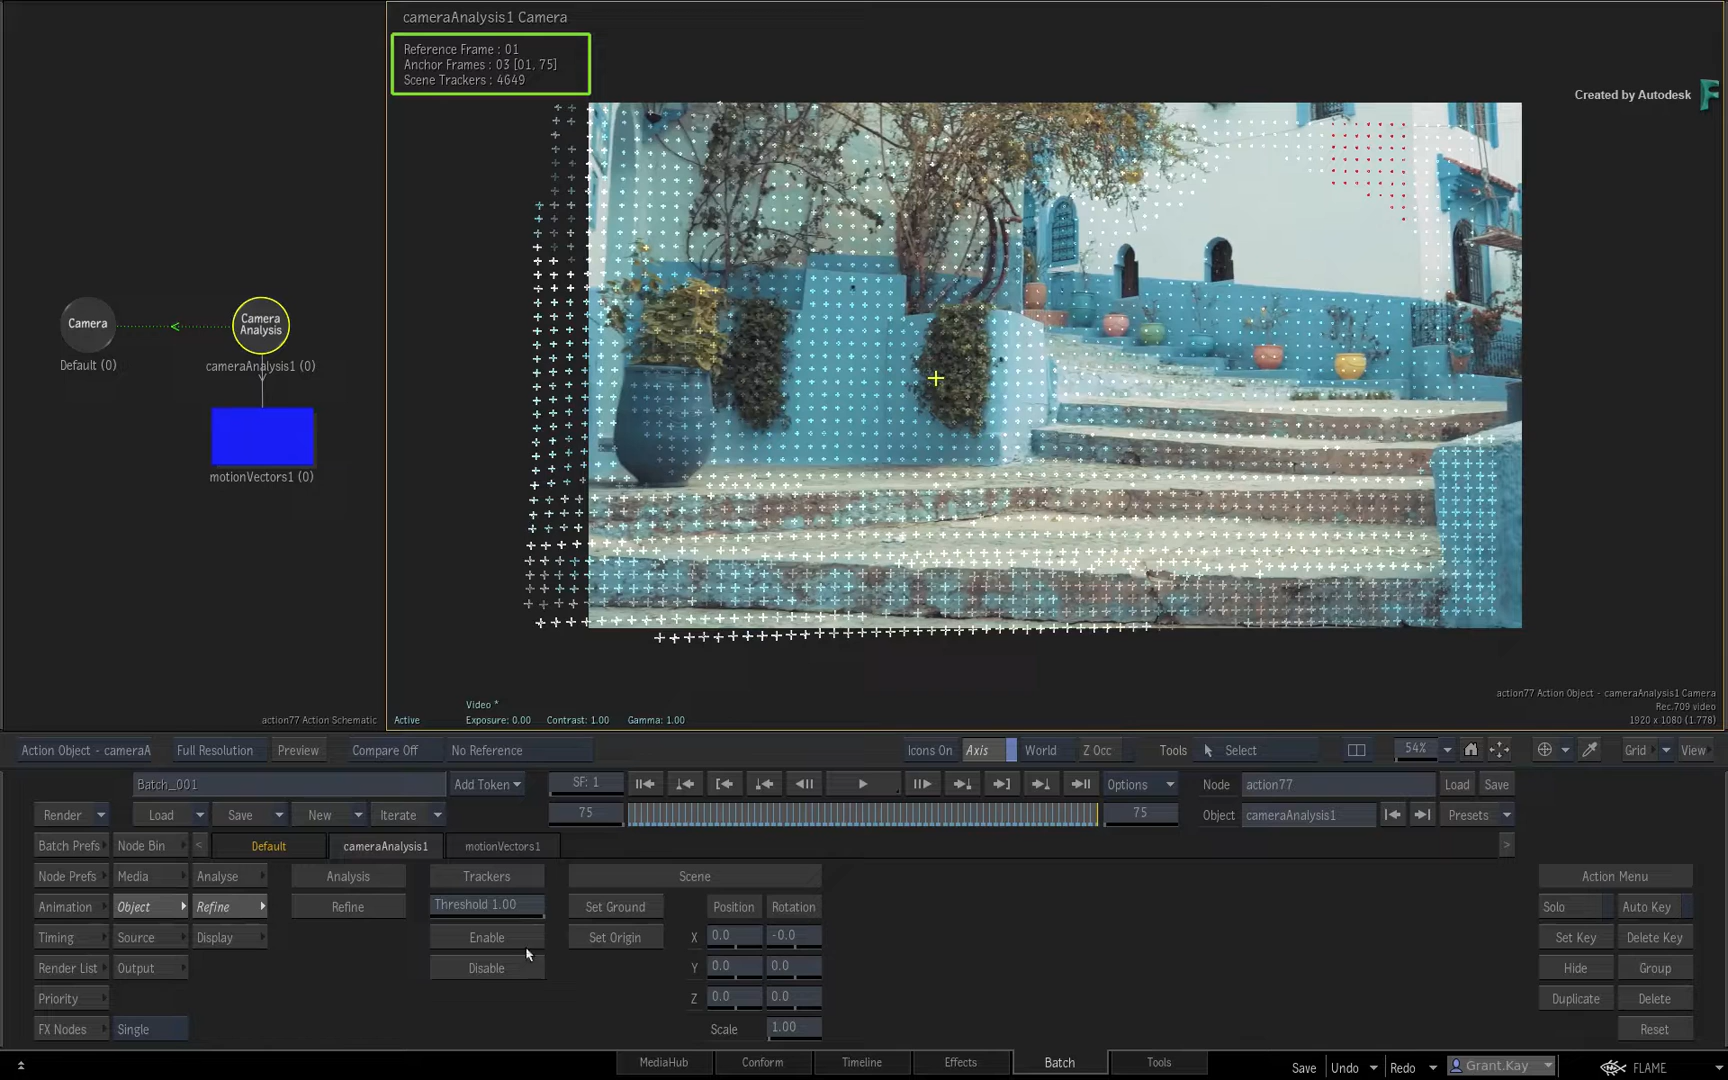 cameraAnalysis1 Camera
Reference Frame : 01
Anchor Frames : 03 [01, 75]
Scene Trackers : 4649
Created by Autodesk
Camera
Default (0)
Camera
Analysis
cameraAnalysis1 (0)
motionVectors1 (0)
action77 Action Schematic
Video *
Active
Exposure: 0.00
Contrast: 1.00
Gamma: 1.00
action77 Action Object - cameraAnalysis1 Camera
Rec.709 video
1920 x 1080 (1.778)
Action Object - cameraA
Full Resolution
Preview
Compare Off
No Reference
Icons On
Axis
World
Z Occ
Tools
Select
54%
Grid
View
Batch_001
Add Token
SF: 1
Options
Node
action77
Load
Save
Render
Load
Save
New
Iterate
75
75
Object
cameraAnalysis1
Presets
Batch Prefs
Node Bin
<
Default
cameraAnalysis1
motionVectors1
>
Node Prefs
Media
Analyse
Analysis
Trackers
Scene
Action Menu
Animation
Object
Refine
Refine
Threshold 1.00
Set Ground
Position
Rotation
Solo
Auto Key
Timing
Source
Display
Enable
Set Origin
X
0.0
-0.0
Set Key
Delete Key
Render List
Output
Disable
Y
0.0
0.0
Hide
Group
Priority
Z
0.0
0.0
Duplicate
Delete
FX Nodes
Single
Scale
1.00
Reset
MediaHub
Conform
Timeline
Effects
Batch
Tools
Save
Undo
Redo
Grant.Kay
FLAME